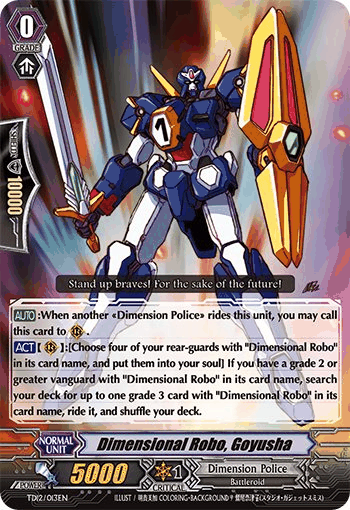 0
GRADE
SHIELD 10000
1
Stand up braves! For the sake of the future!
AUTO:When another «Dimension Police» rides this unit, you may call
this card to .
ACT[ ]:[Choose four of your rear-guards with "Dimensional Robo"
in its card name, and put them into your soul] If you have a grade 2 or
greater vanguard with "Dimensional Robo" in its card name, search
your deck for up to one grade 3 card with "Dimensional Robo" in its
card name, ride it, and shuffle your deck.
NORMAL
UNIT
Dimensional Robo, Goyusha
POWER 5000
1
CRITICAL
Dimension Police
Battleroid
TD12/013EN